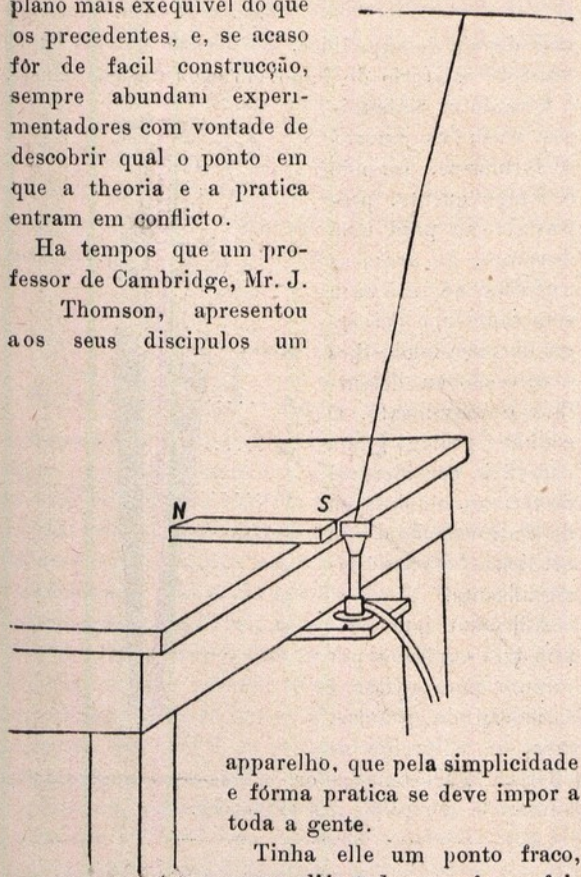 plano mais exequivel do que
os precedentes, e, se acaso
fôr de facil construcção,
sempre abundam experi-
mentadores com vontade de
descobrir qual o ponto em
que a theoria e a pratica
entram em conflicto.
Ha tempos que um pro-
fessor de Cambridge, Mr. J.
Thomson, apresentou
aos seus discipulos um
N
S
apparelho, que pela simplicidade
e fórma pratica se deve impor a
toda a gente.
Tinha elle um ponto fraco,